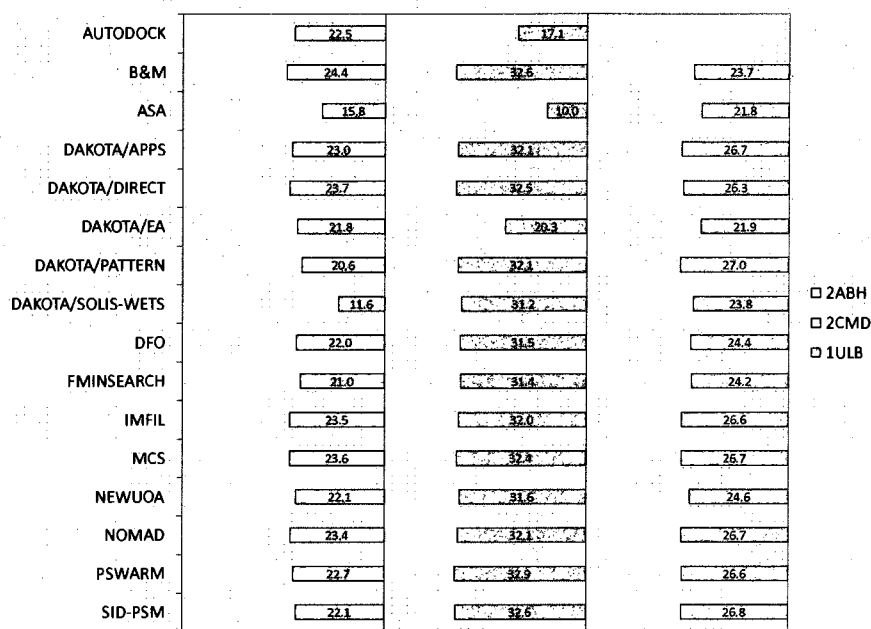 AUTODOCK 22.5 17.1
B&M 24.4 32.6 23.7
ASA 15.8 10.0 21.8
DAKOTA/APPS 23.0 32.1 26.7
DAKOTA/DIRECT 23.7 32.5 26.3
DAKOTA/EA 21.8 20.3 21.9
DAKOTA/PATTERN 20.6 32.1 27.0
DAKOTA/SOLIS-WETS 11.6 31.2 23.8
2ABH
2CMD
1ULB
DFO 22.0 31.5 24.4
FMINSEARCH 21.0 31.4 24.2
IMFIL 23.5 32.0 26.6
MCS 23.6 32.4 26.7
NEWUOA 22.1 31.6 24.6
NOMAD 23.4 32.1 26.7
PSWARM 22.7 32.9 26.6
SID-PSM 22.1 32.6 26.8